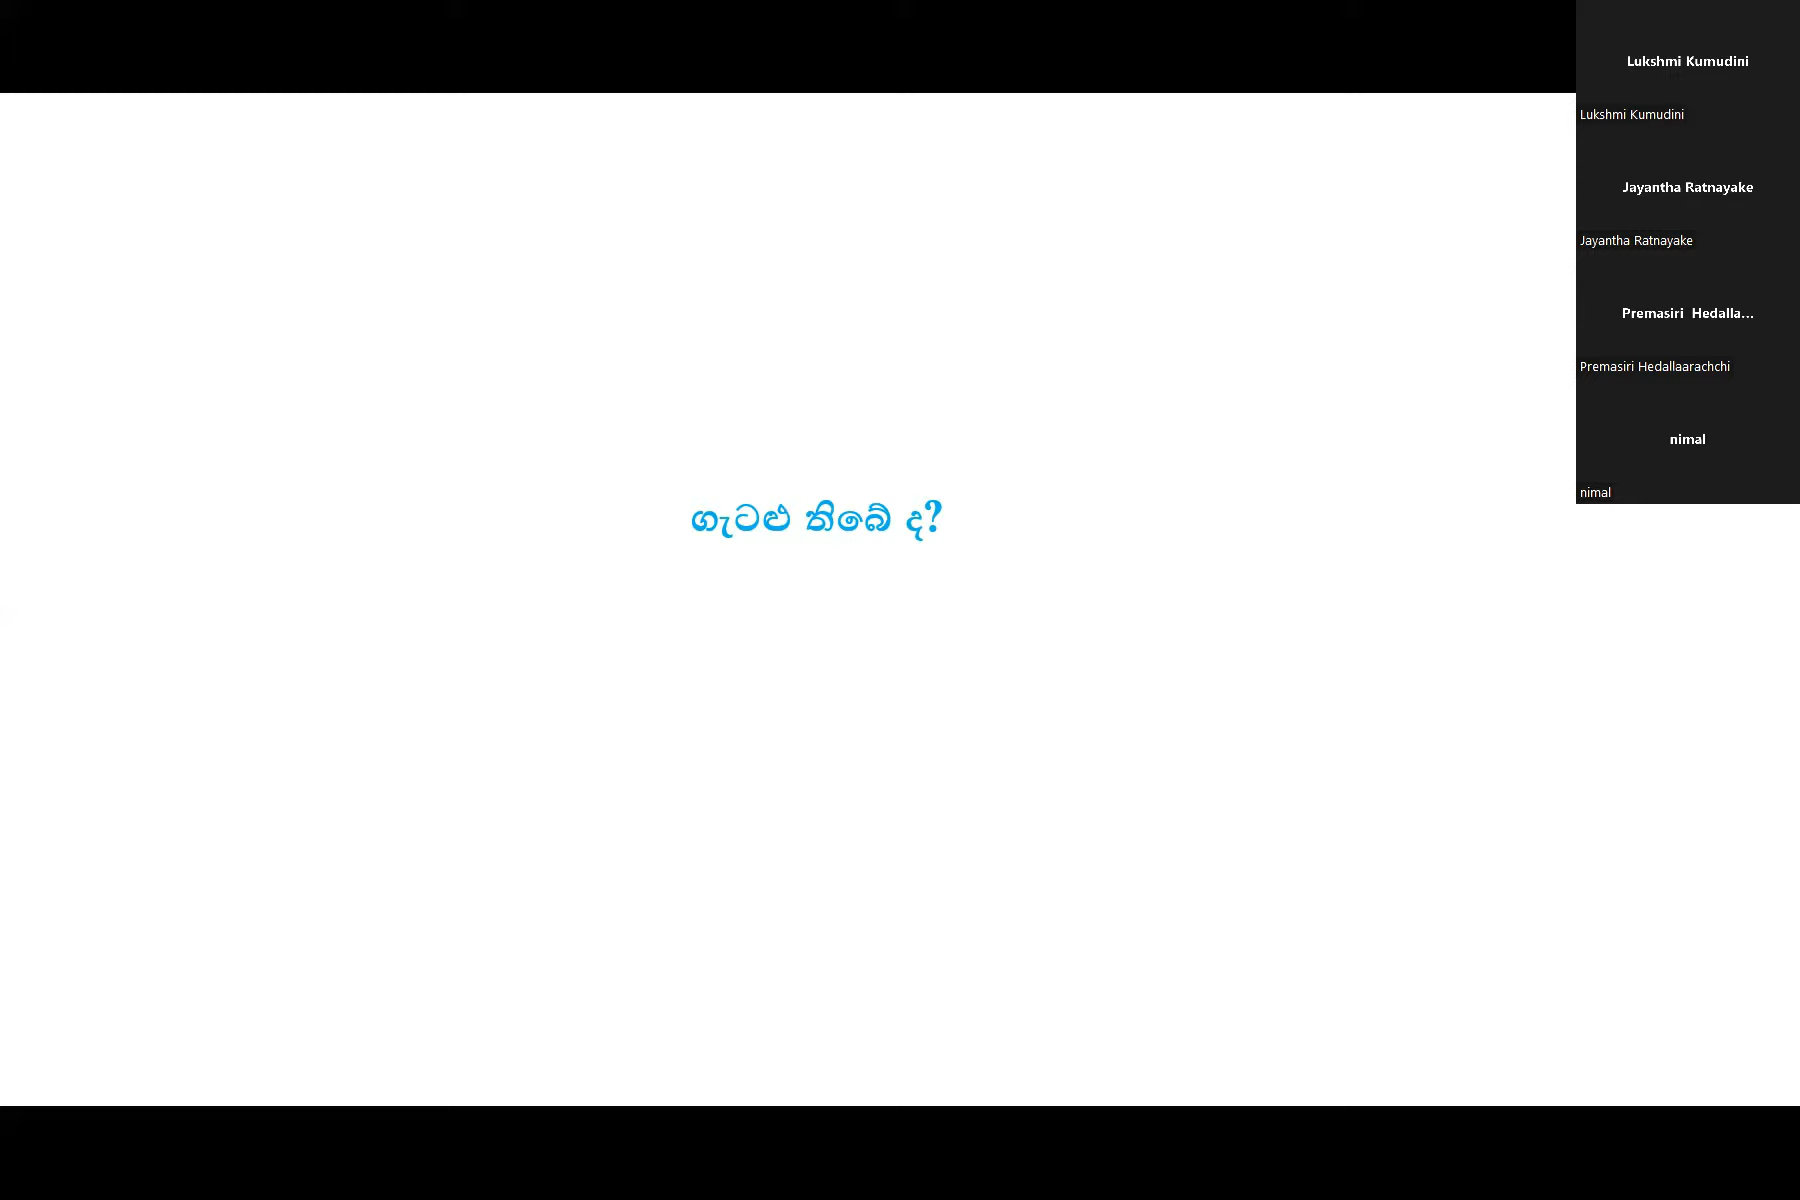 Lukshmi Kumudini
Lukshmi Kumudini
Jayantha Ratnayake
Jayantha Ratnayake
Premasiri Hedalla...
Premasiri Hedallaarachchi
nimal
nimal
ගැටළු තිබේ ද?